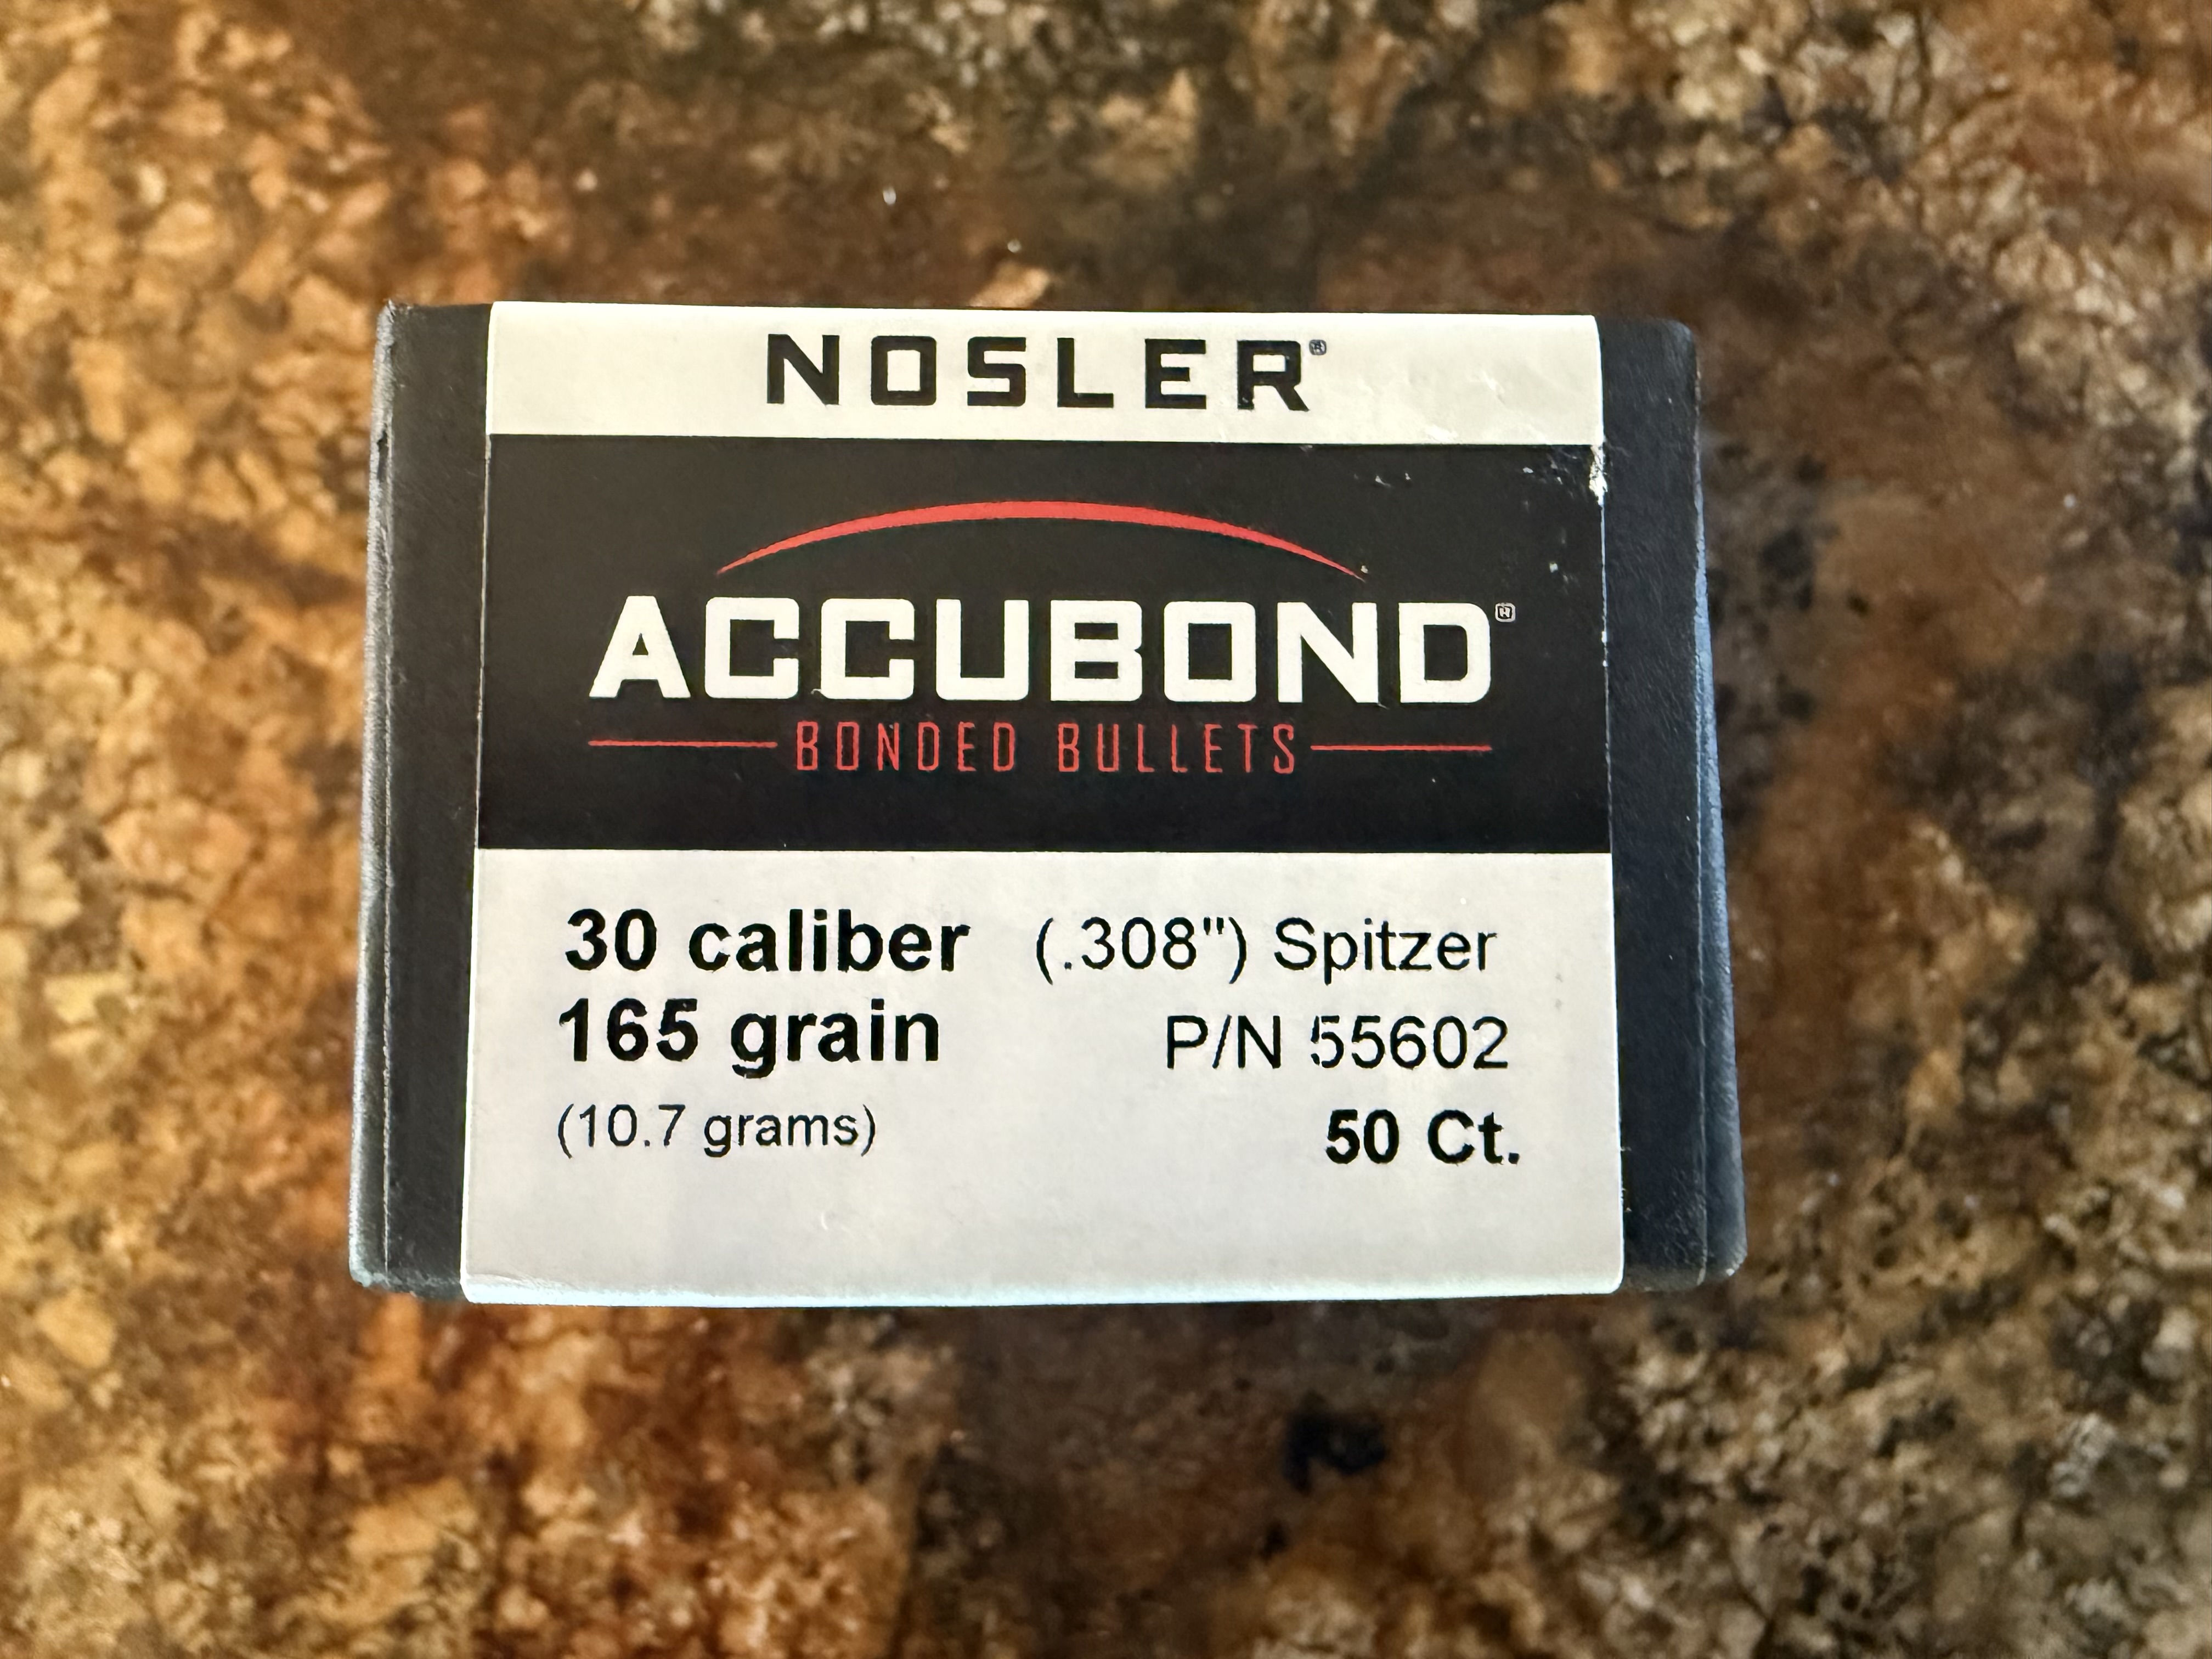 NOSLER®
ACCUBOND®
BONDED BULLETS
30 caliber (.308") Spitzer
165 grain P/N 55602
(10.7 grams) 50 Ct.